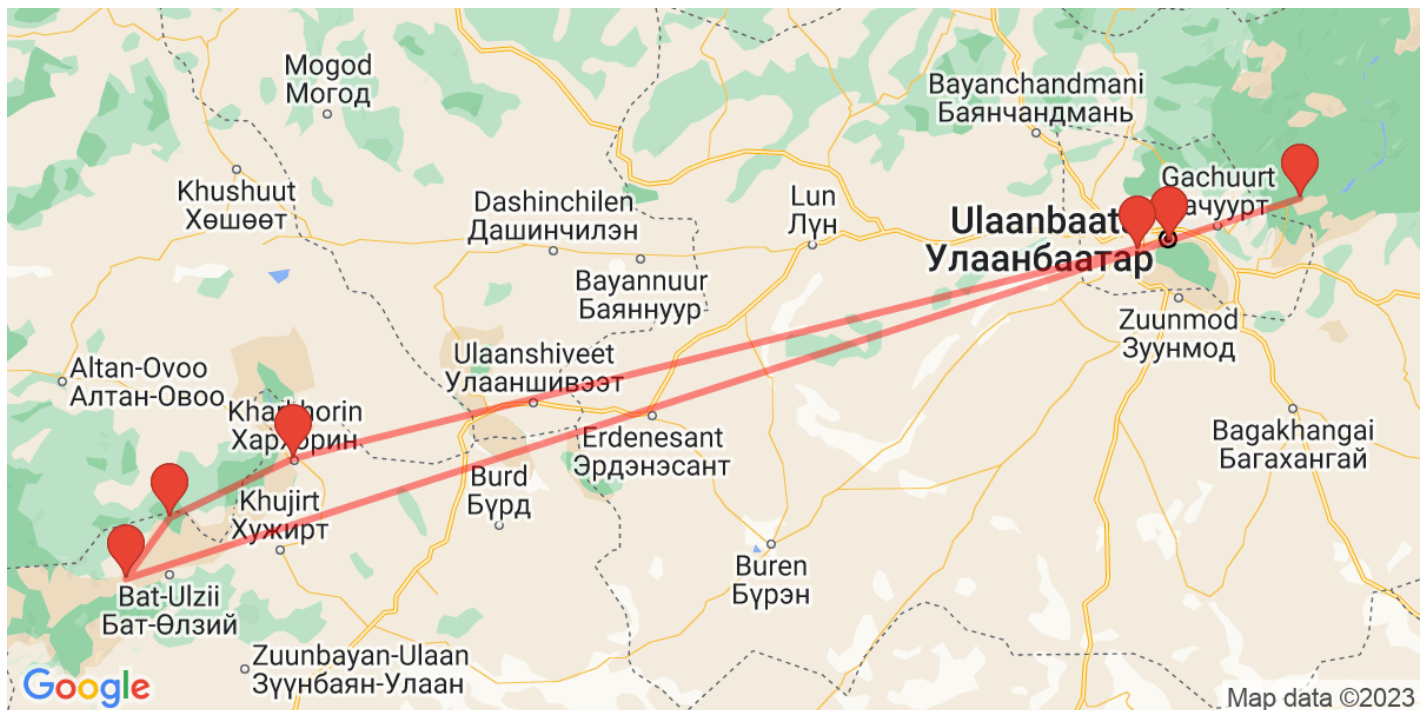 Mogod
Могод
Bayanchandmani
Баянчандмань
Khushuut
Хөшөөт
Dashinchilen
Дашинчилэн
Lun
Лүн
Gachuurt
Ulaanbaata
Улаанбаатар
Bayannuur
Баяннуур
Zuunmod
Зуунмод
Altan-Ovoo
Алтан-Овоо
Ulaanshiveet
Улааншивээт
Erdenesant
Эрдэнэсант
Bagakhangai
Багахангай
Burd
Бүрд
Khujirt
Хужирт
Buren
Бүрэн
Bat-Ulzii
Бат-Өлзий
Zuunbayan-Ulaan
Зүүнбаян-Улаан
Google
Map data ©2023